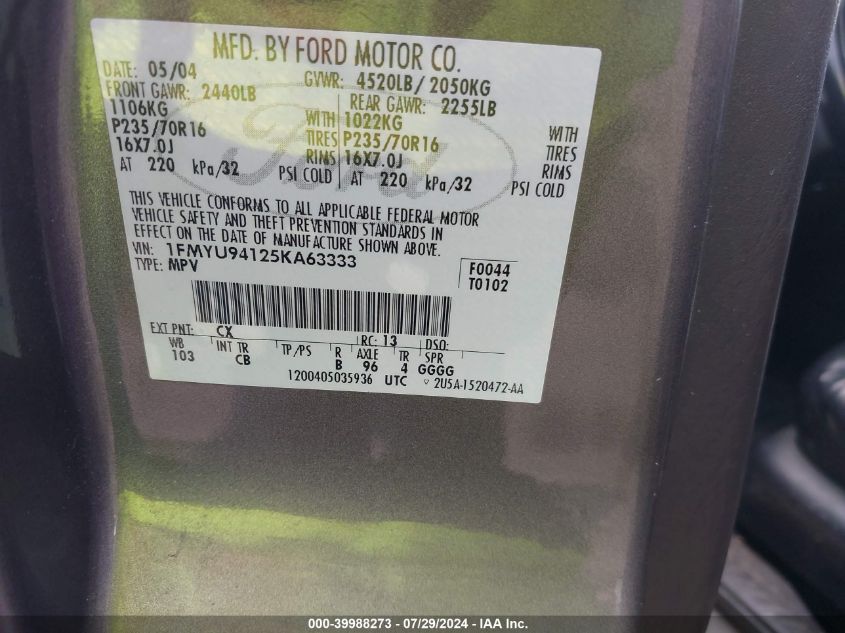 MFD. BY FORD MOTOR CO.
DATE: 05/04 GVWR: 4520LB/ 2050KG
FRONT GAWR: 2440LB REAR GAWR: 2255LB
1106KG WITH 1022KG WITH
P235/70R16 TIRES P235/70R16 TIRES
16X7.0J RIMS 16X7.0J RIMS
AT 220 kPa/32 PSI COLD AT 220 kPa/32 PSI COLD
Ford
THIS VEHICLE CONFORMS TO ALL APPLICABLE FEDERAL MOTOR
VEHICLE SAFETY AND THEFT PREVENTION STANDARDS IN
EFFECT ON THE DATE OF MANUFACTURE SHOWN ABOVE.
VIN: 1FMYU94125KA63333 F0044
TYPE: MPV T0102
EXT PNT: CX RC: 13 DSO:
WB INT TR TP/PS R AXLE TR SPR
103 CB B 96 4 GGGG
1200405035936 UTC ▽ 2U5A-1520472-AA
000-39988273 - 07/29/2024 - IAA Inc.